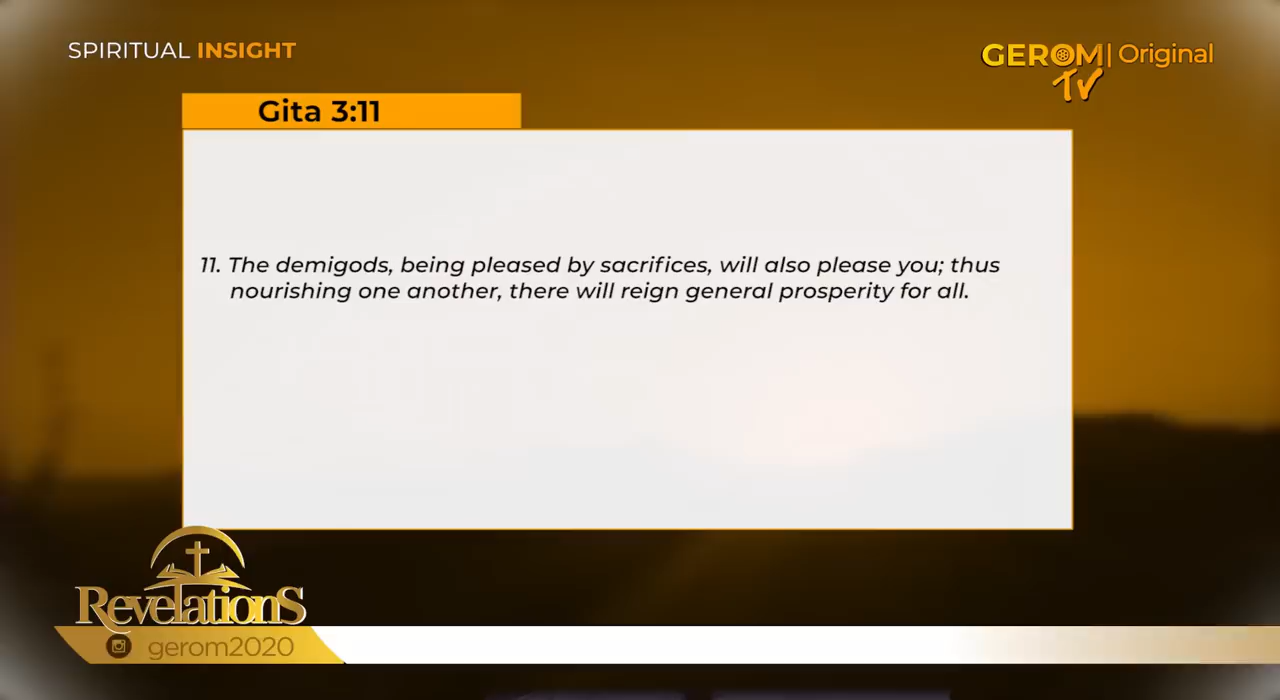 SPIRITUAL INSIGHT
GEROM TV | Original
Gita 3:11
11. The demigods, being pleased by sacrifices, will also please you; thus
nourishing one another, there will reign general prosperity for all.
RevelationS
gerom2020